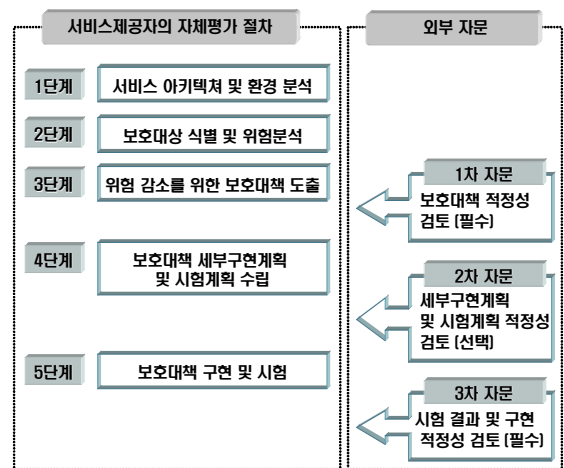 서비스제공자의 자체평가 절차
1단계
서비스 아키텍쳐 및 환경 분석
2단계
보호대상 식별 및 위험분석
3단계
위험 감소를 위한 보호대책 도출
4단계
보호대책 세부구현계획
및 시험계획 수립
5단계
보호대책 구현 및 시험
외부 자문
1차 자문
보호대책 적정성
검토 (필수)
2차 자문
세부구현계획
및 시험계획 적정성
검토 (선택)
3차 자문
시험 결과 및 구현
적정성 검토 (필수)